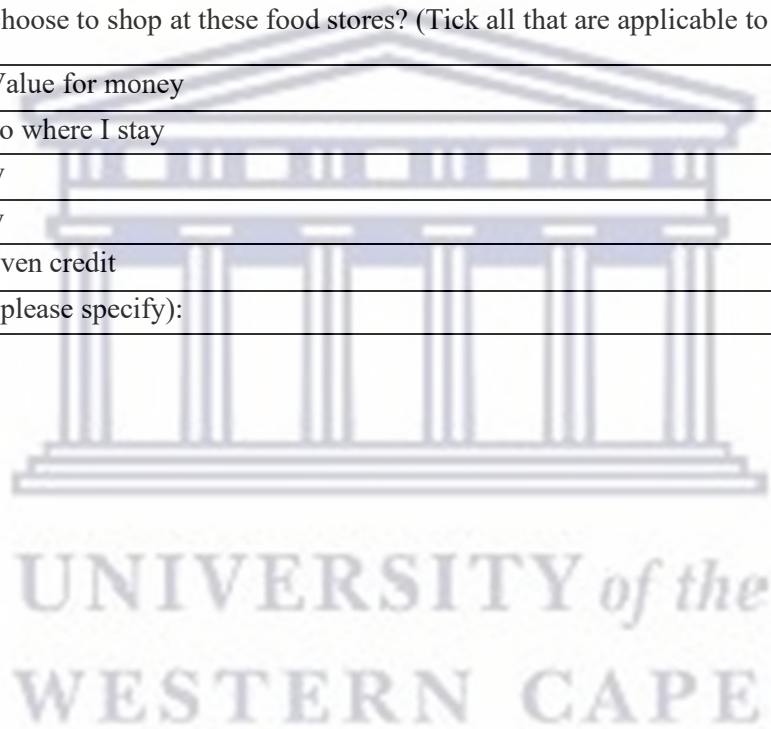 hoose to shop at these food stores? (Tick all that are applicable to
Value for money
o where I stay
y
y
ven credit
please specify):
UNIVERSITY of the
WESTERN CAPE